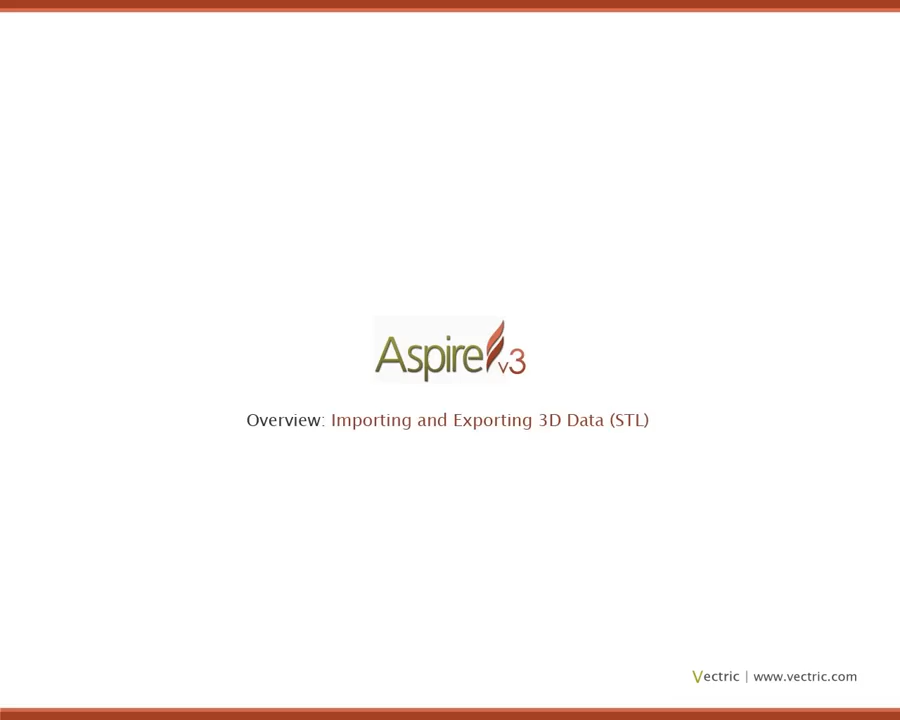 Aspire v3
Overview: Importing and Exporting 3D Data (STL)
Vectric | www.vectric.com